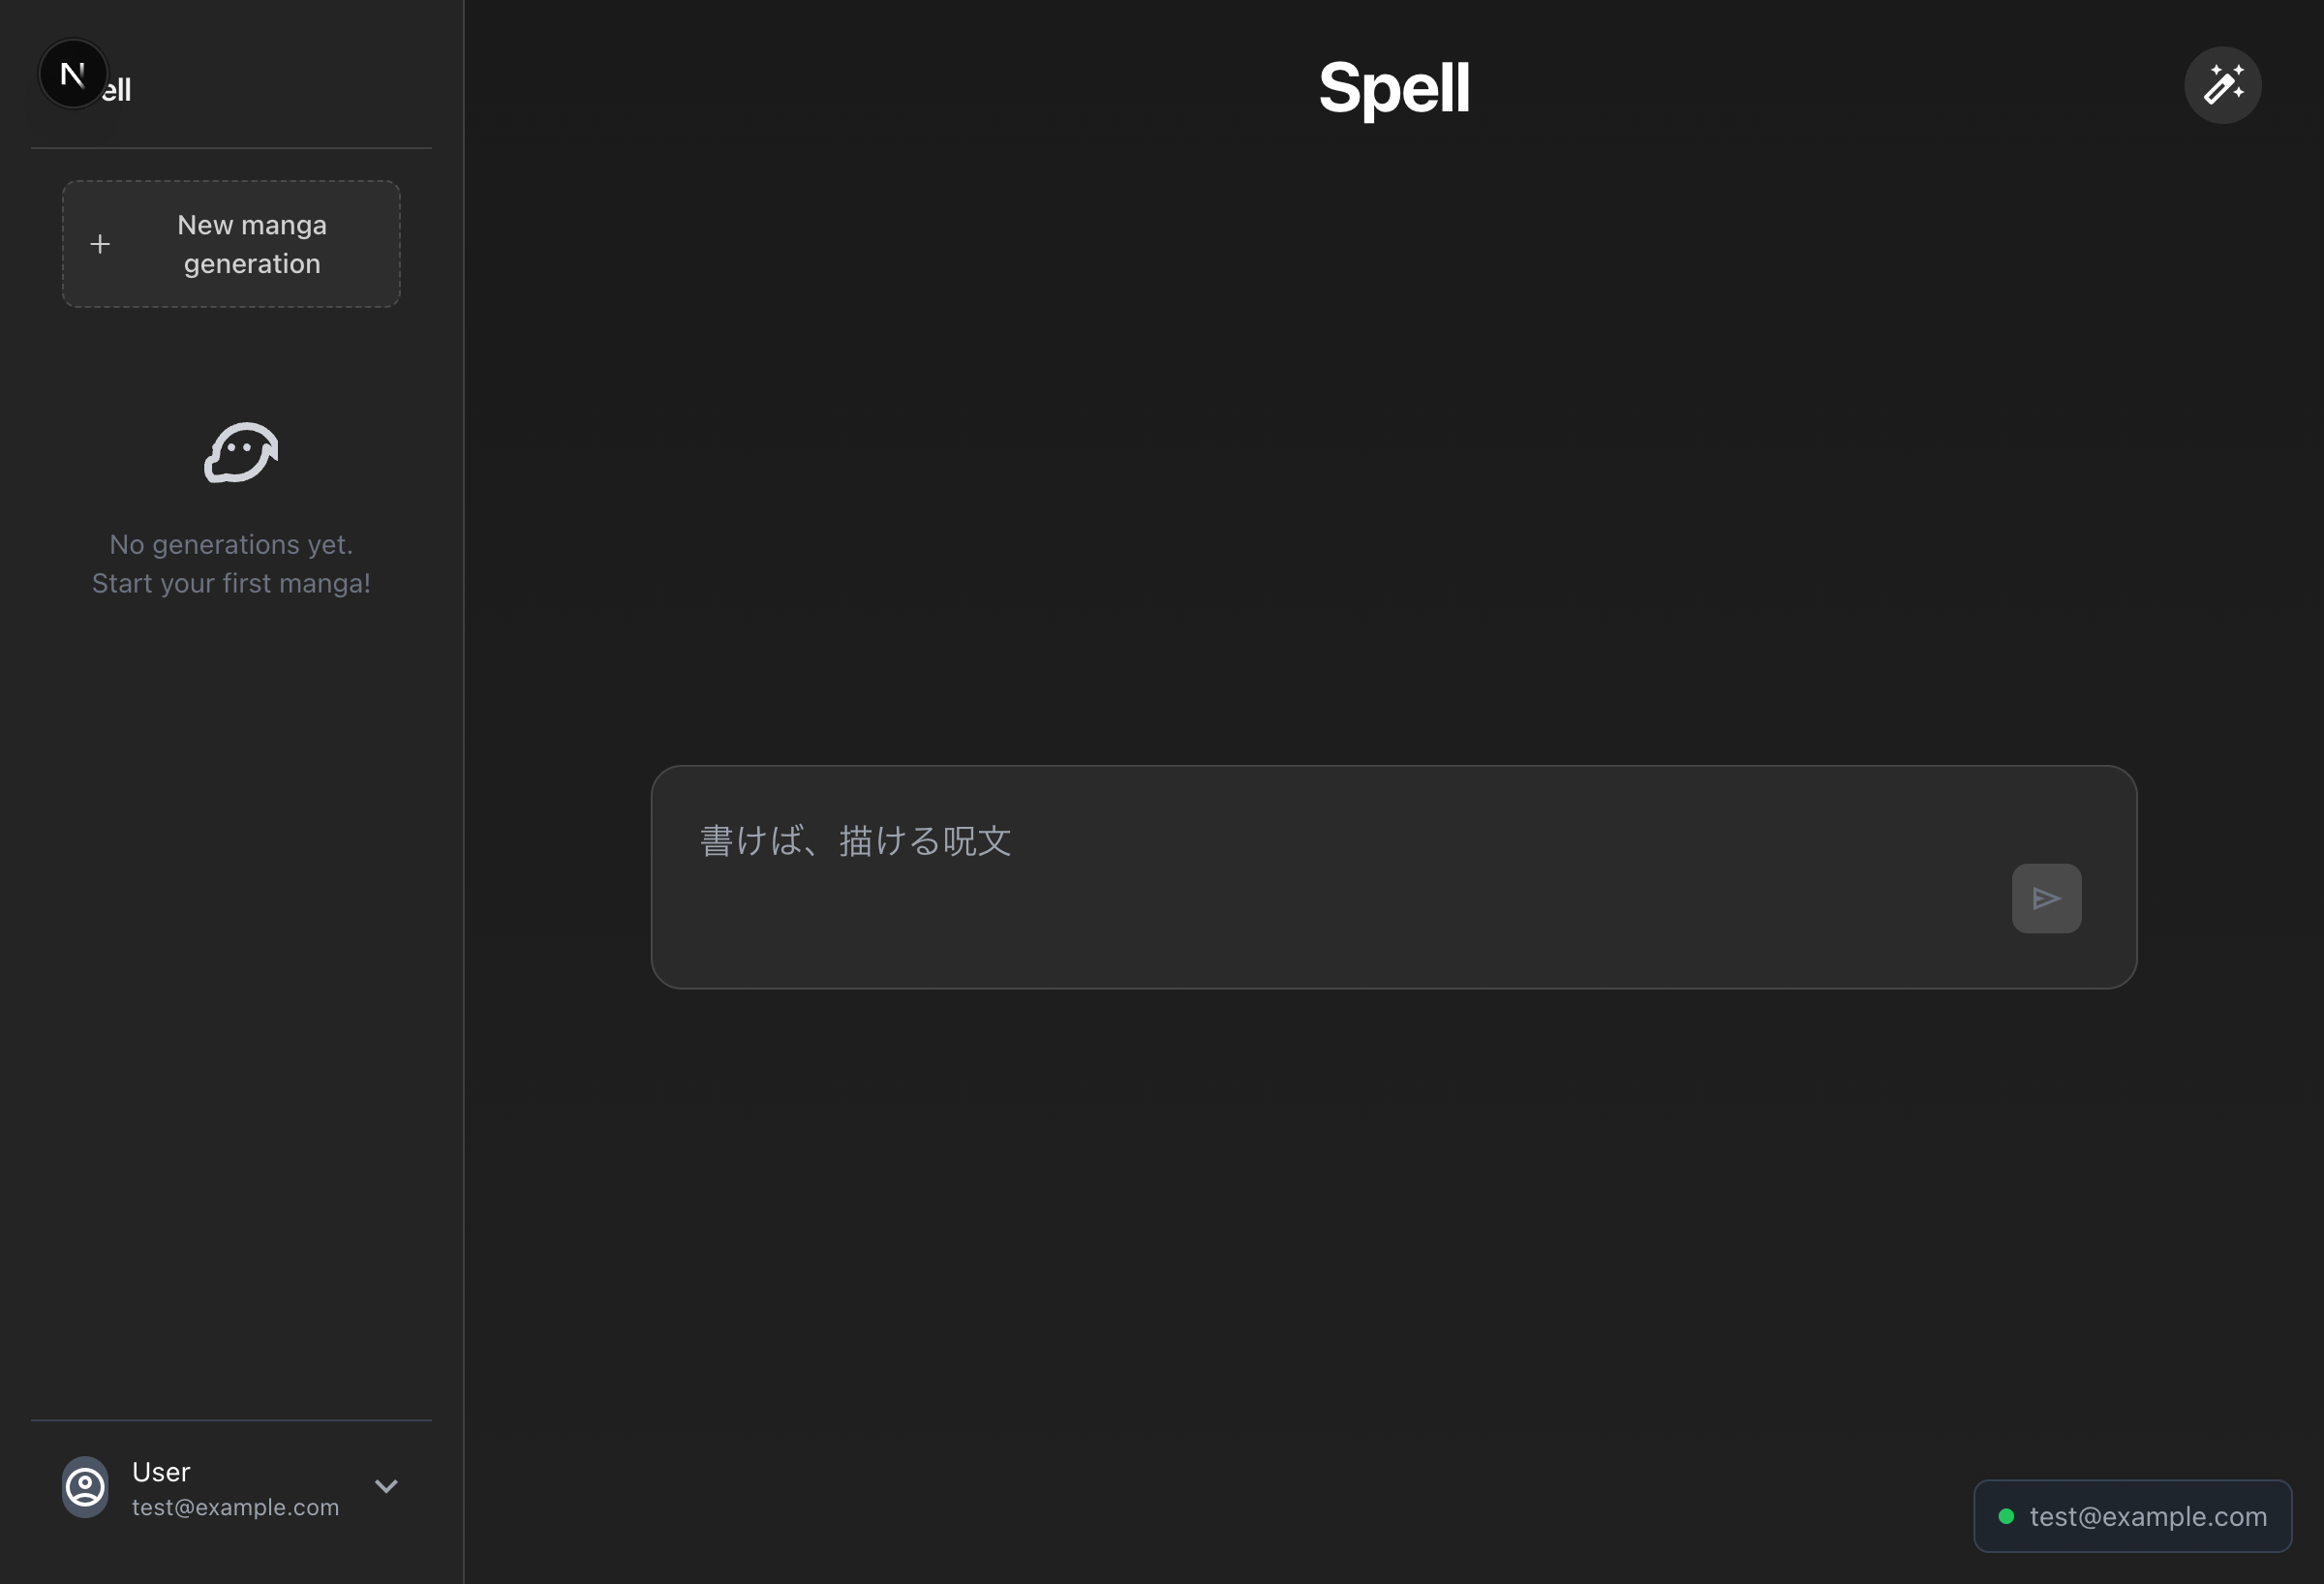 N
ell
New manga
generation
No generations yet.
Start your first manga!
User
test@example.com
Spell
書けば、描ける呪文
test@example.com